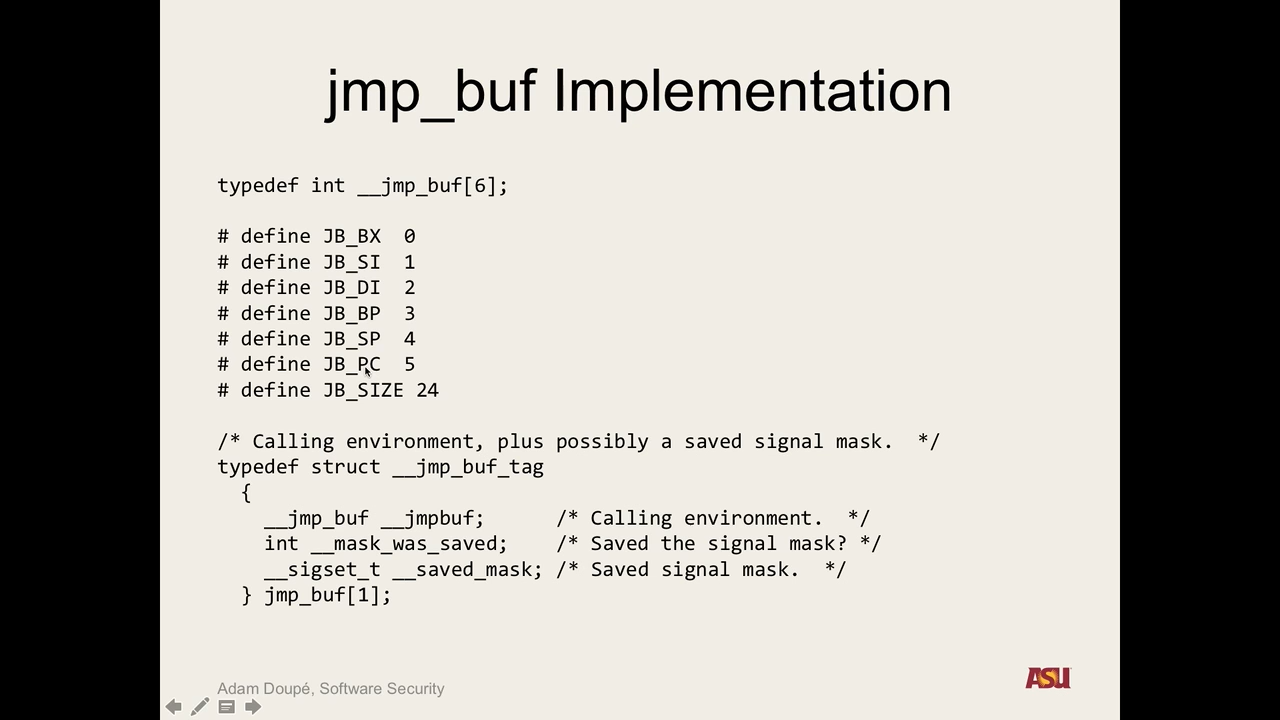 jmp_buf Implementation
typedef int __jmp_buf[6];
# define JB_BX  0
# define JB_SI  1
# define JB_DI  2
# define JB_BP  3
# define JB_SP  4
# define JB_PC  5
# define JB_SIZE 24
/* Calling environment, plus possibly a saved signal mask.  */
typedef struct __jmp_buf_tag
  {
    __jmp_buf __jmpbuf;      /* Calling environment.  */
    int __mask_was_saved;    /* Saved the signal mask? */
    __sigset_t __saved_mask; /* Saved signal mask.  */
  } jmp_buf[1];
Adam Doupé, Software Security
ASU